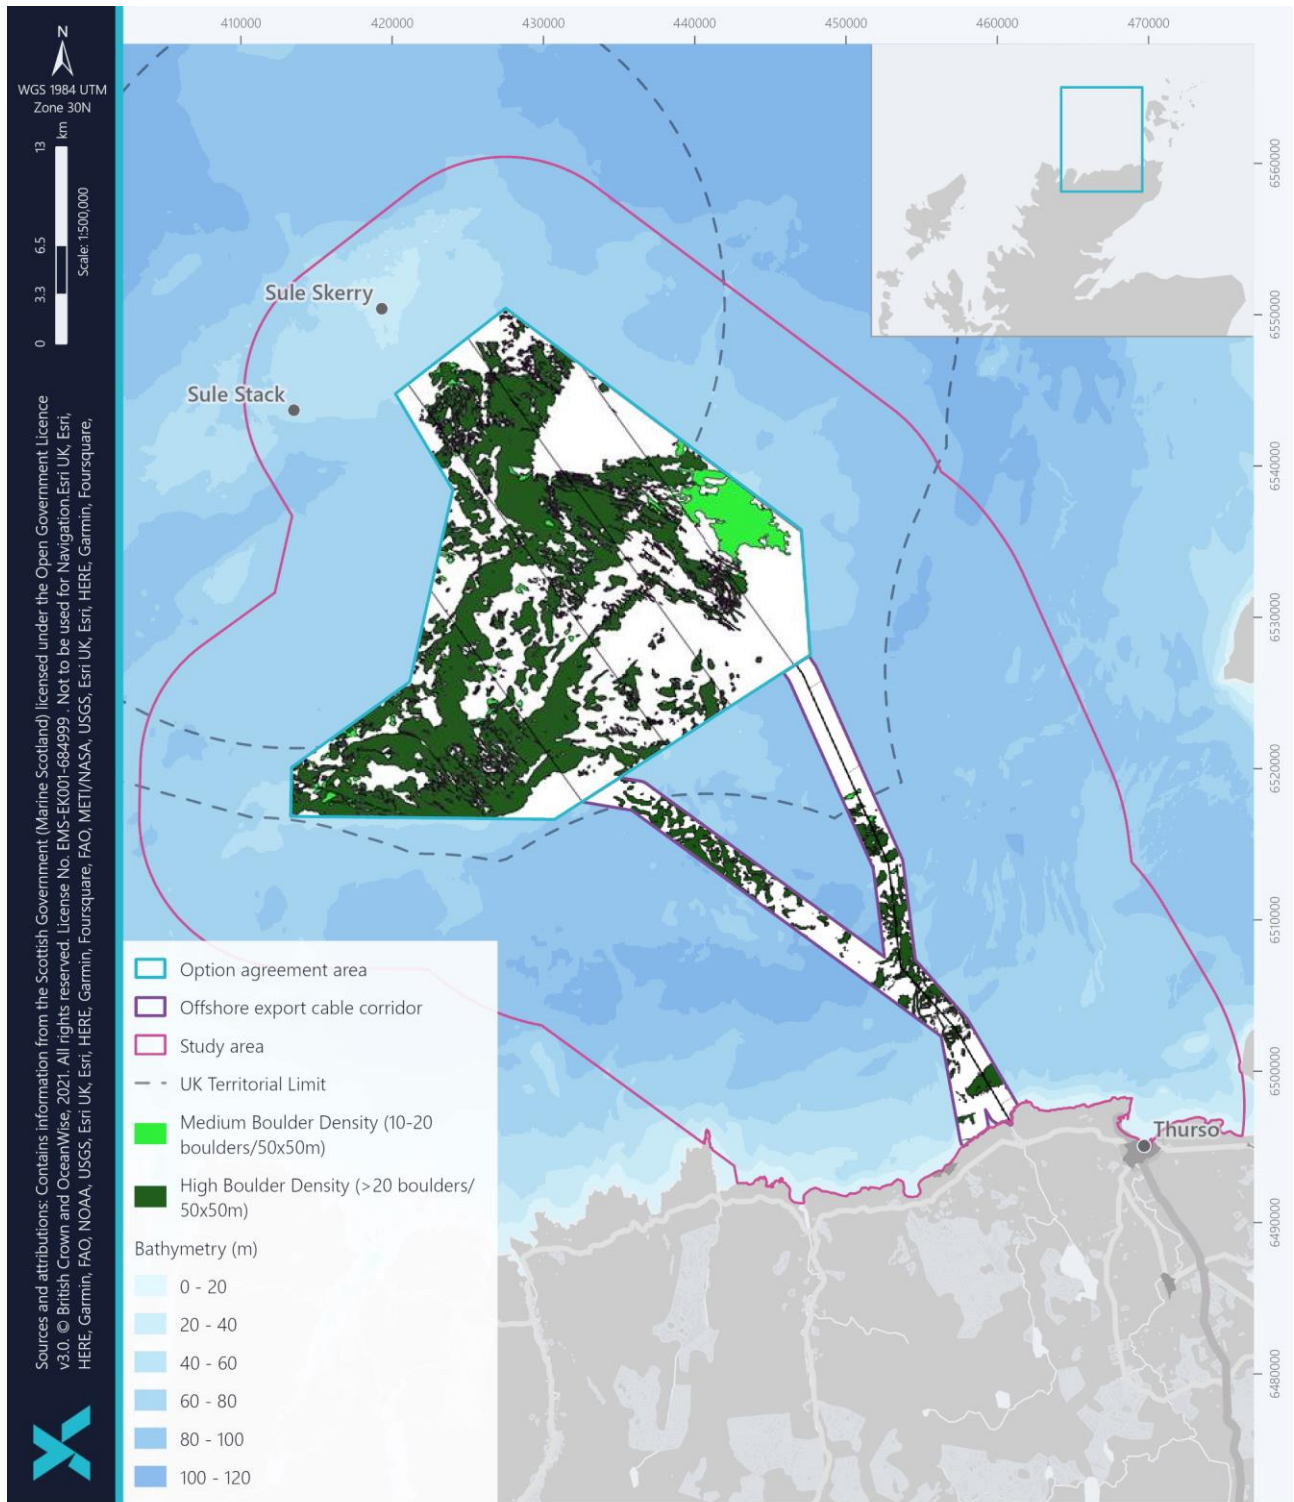 410000
420000
430000
440000
450000
460000
470000
N
WGS 1984 UTM
Zone 30N
km
13
6.5
3.3
0
Scale: 1:500,000
Sources and attributions: Contains information from the Scottish Government (Marine Scotland) licensed under the Open Government Licence
v3.0. © British Crown and OceanWise, 2021. All rights reserved. License No. EMS-EK001-684999 . Not to be used for Navigation.Esri UK, Esri,
HERE, Garmin, FAO, NOAA, USGS, Esri UK, Esri, HERE, Garmin, Foursquare, FAO, METI/NASA, USGS, Esri UK, Esri, HERE, Garmin, Foursquare,
6560000
6550000
6540000
6530000
6520000
6510000
6500000
6490000
6480000
Sule Skerry
Sule Stack
Thurso
Option agreement area
Offshore export cable corridor
Study area
UK Territorial Limit
Medium Boulder Density (10-20
boulders/50x50m)
High Boulder Density (>20 boulders/
50x50m)
Bathymetry (m)
0 - 20
20 - 40
40 - 60
60 - 80
80 - 100
100 - 120